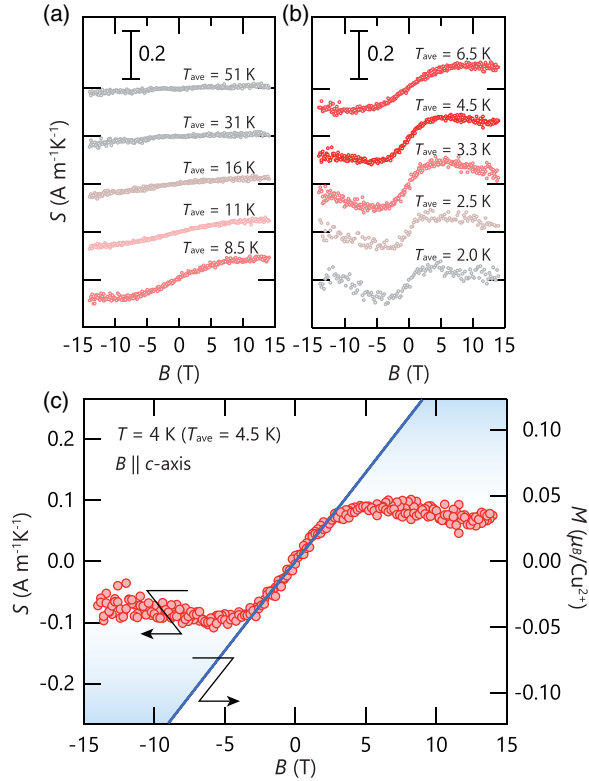 (a)
0.2
T_ave = 51 K
T_ave = 31 K
T_ave = 16 K
T_ave = 11 K
T_ave = 8.5 K
S (A m⁻¹K⁻¹)
-15 -10 -5 0 5 10 15
B (T)
(b)
0.2
T_ave = 6.5 K
T_ave = 4.5 K
T_ave = 3.3 K
T_ave = 2.5 K
T_ave = 2.0 K
-15 -10 -5 0 5 10 15
B (T)
(c)
T = 4 K (T_ave = 4.5 K)
B || c-axis
0.2
0.1
0.0
-0.1
-0.2
S (A m⁻¹K⁻¹)
0.10
0.05
0.00
-0.05
-0.10
M (μ_B/Cu²⁺)
-15 -10 -5 0 5 10 15
B (T)